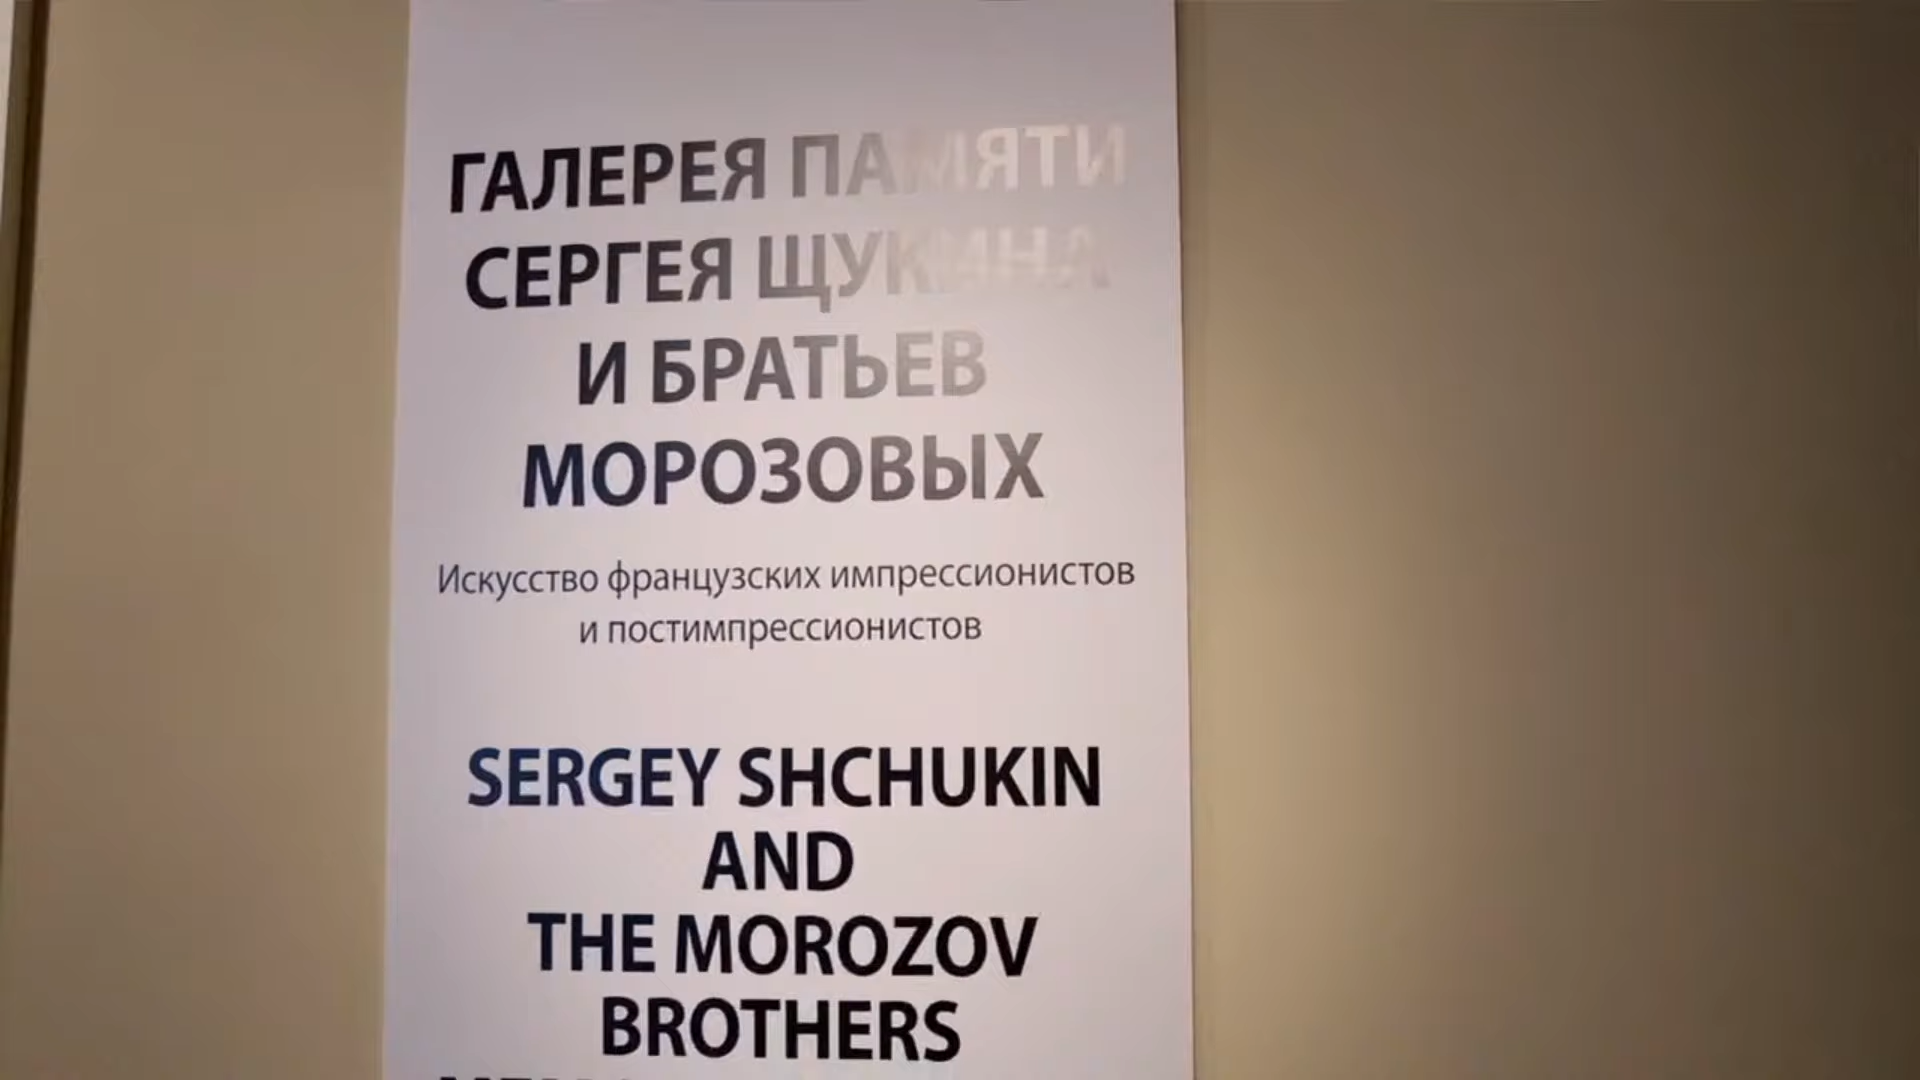 ГАЛЕРЕЯ ПАМЯТИ
СЕРГЕЯ ЩУКИНА
И БРАТЬЕВ
МОРОЗОВЫХ
Искусство французских импрессионистов
и постимпрессионистов
SERGEY SHCHUKIN
AND
THE MOROZOV
BROTHERS